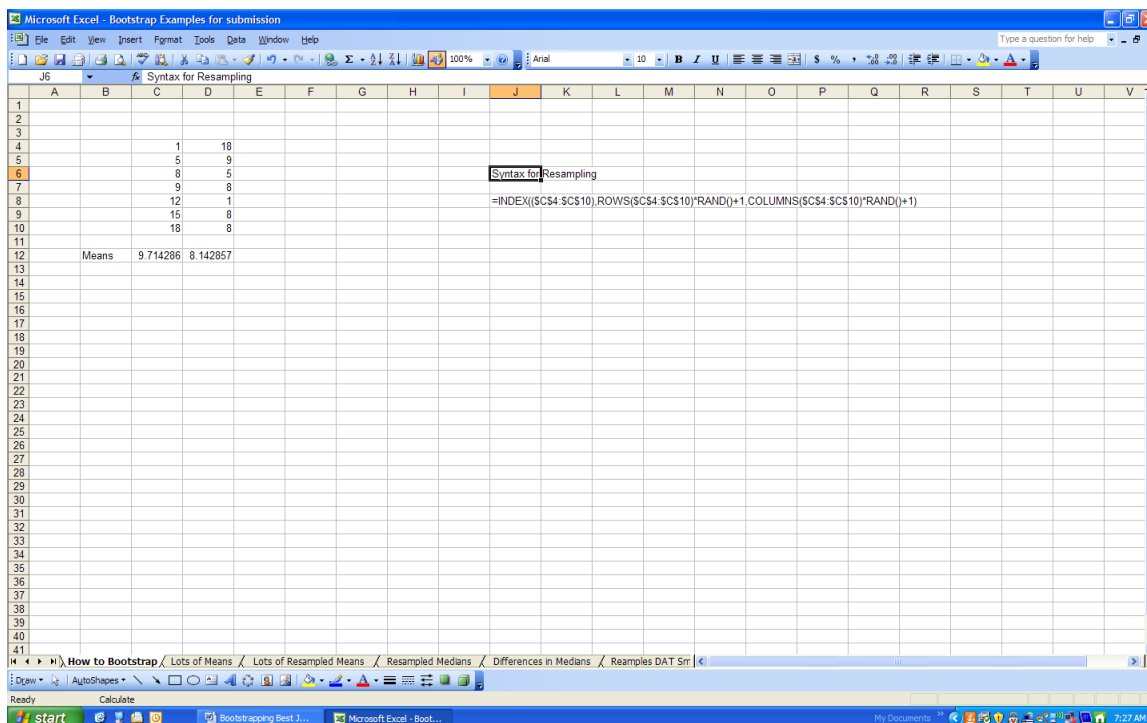 Microsoft Excel - Bootstrap Examples for submission
File Edit View Insert Format Tools Data Window Help
Type a question for help
100% Arial 10 B I U $ % ,
J6 fx Syntax for Resampling
A B C D E F G H I J K L M N O P Q R S T U V
1
2
3
4 1 18
5 5 9
6 8 5 Syntax for Resampling
7 9 8
8 12 1 =INDEX(($C$4:$C$10),ROWS($C$4:$C$10)*RAND()+1,COLUMNS($C$4:$C$10)*RAND()+1)
9 15 8
10 18 8
11
12 Means 9.714286 8.142857
13
14
15
16
17
18
19
20
21
22
23
24
25
26
27
28
29
30
31
32
33
34
35
36
37
38
39
40
41
How to Bootstrap Lots of Means Lots of Resampled Means Resampled Medians Differences in Medians Reamples DAT Sm
Draw AutoShapes
Ready Calculate
start Bootstrapping Best J... Microsoft Excel - Boot... My Documents 7:27 AM